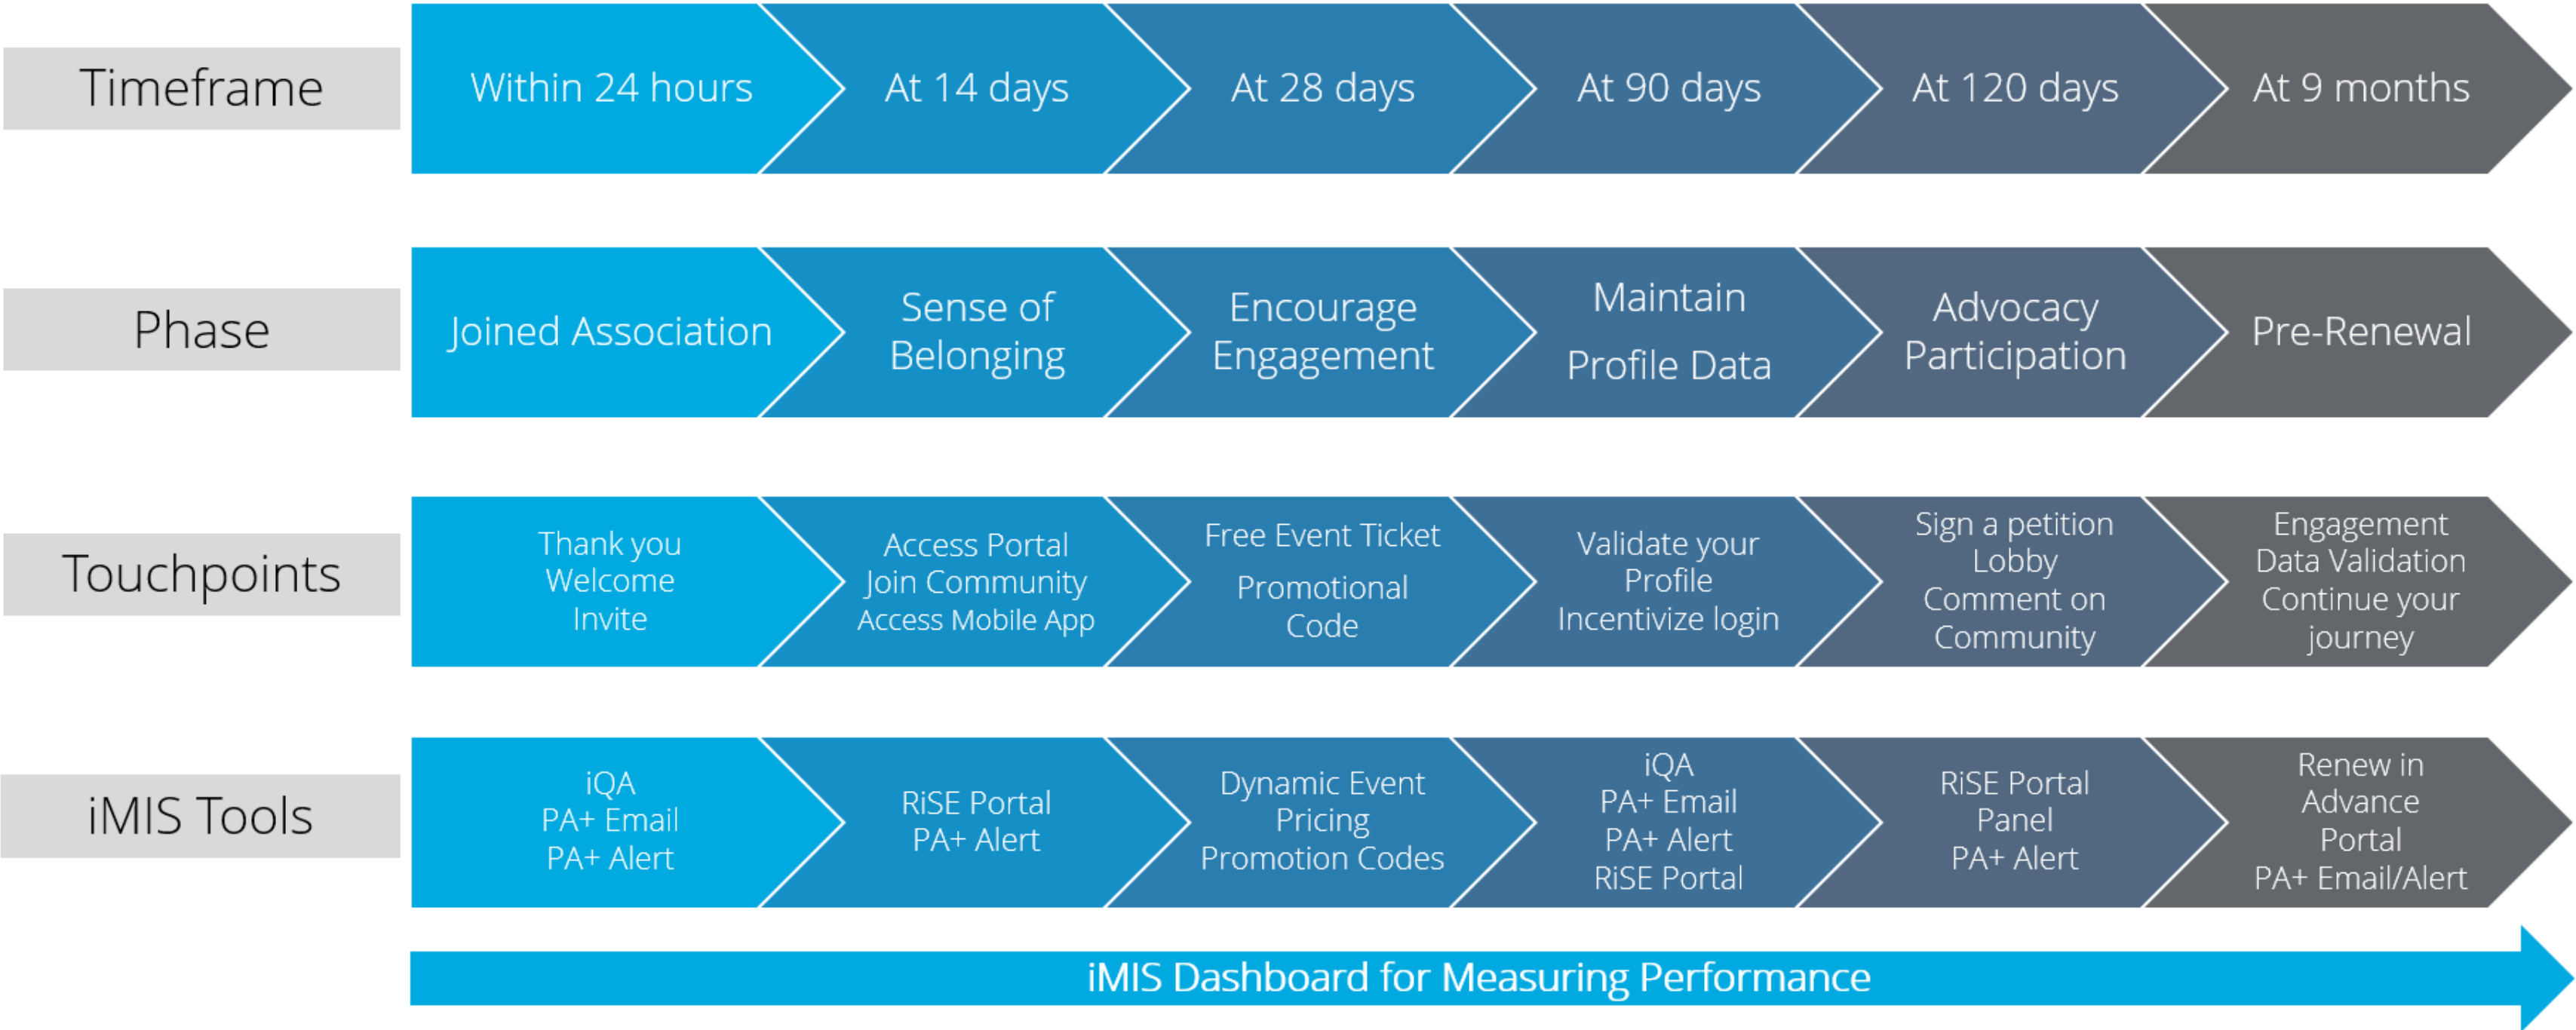 Timeframe
Within 24 hours
At 14 days
At 28 days
At 90 days
At 120 days
At 9 months
Phase
Joined Association
Sense of
Belonging
Encourage
Engagement
Maintain
Profile Data
Advocacy
Participation
Pre-Renewal
Touchpoints
Thank you
Welcome
Invite
Access Portal
Join Community
Access Mobile App
Free Event Ticket
Promotional
Code
Validate your
Profile
Incentivize login
Sign a petition
Lobby
Comment on
Community
Engagement
Data Validation
Continue your
journey
iMIS Tools
iQA
PA+ Email
PA+ Alert
RiSE Portal
PA+ Alert
Dynamic Event
Pricing
Promotion Codes
iQA
PA+ Email
PA+ Alert
RiSE Portal
RiSE Portal
Panel
PA+ Alert
Renew in
Advance
Portal
PA+ Email/Alert
iMIS Dashboard for Measuring Performance